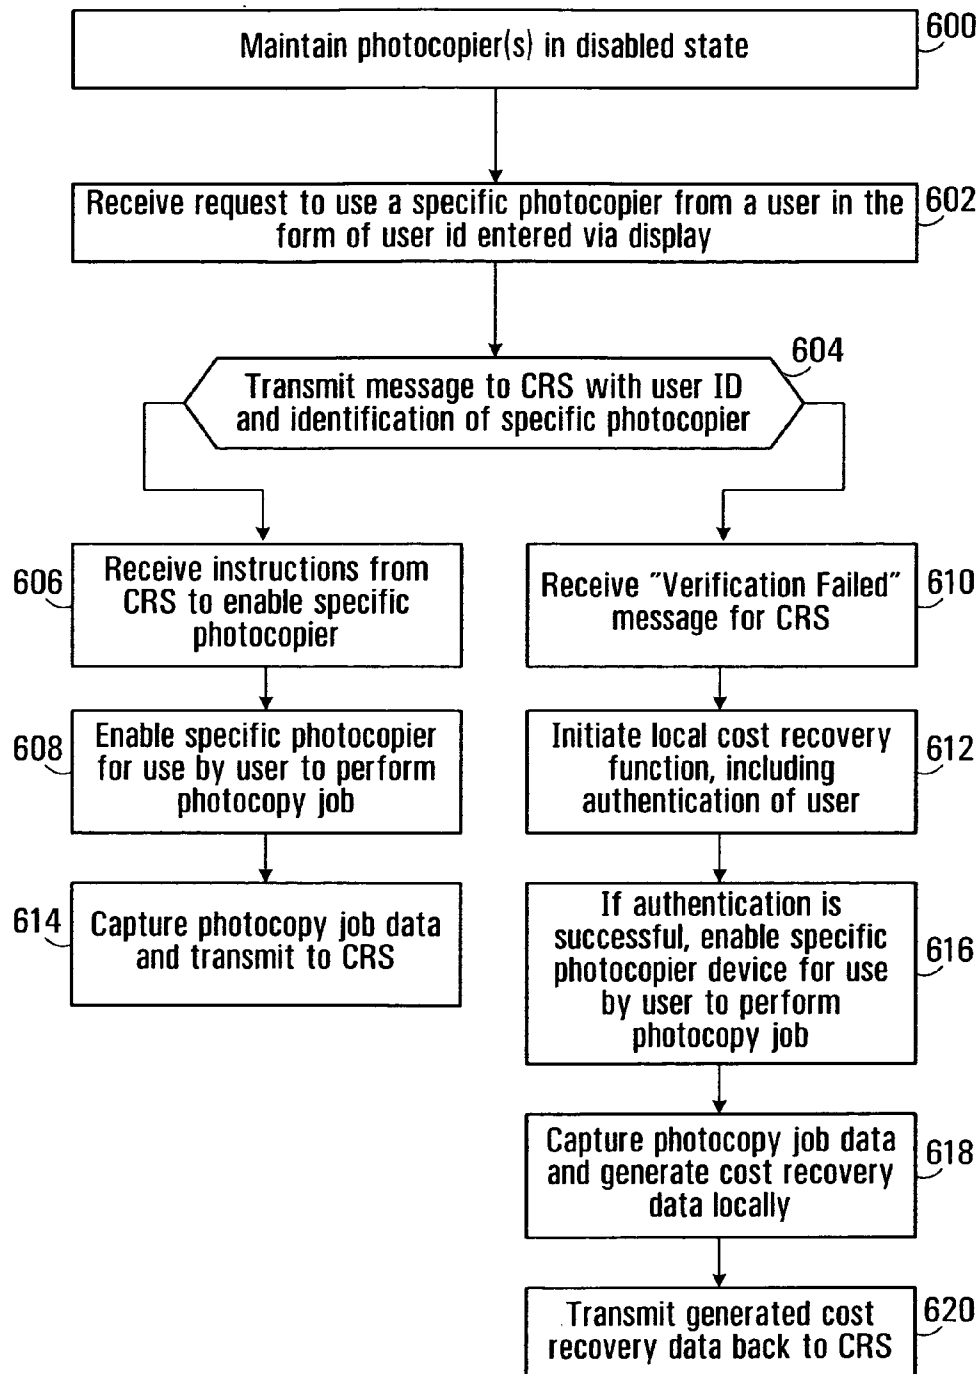 Maintain photocopier(s) in disabled state
600
Receive request to use a specific photocopier from a user in the
form of user id entered via display
602
604
Transmit message to CRS with user ID
and identification of specific photocopier
606
Receive instructions from
CRS to enable specific
photocopier
Receive "Verification Failed"
message for CRS
610
608
Enable specific photocopier
for use by user to perform
photocopy job
Initiate local cost recovery
function, including
authentication of user
612
614
Capture photocopy job data
and transmit to CRS
If authentication is
successful, enable specific
photocopier device for use
by user to perform
photocopy job
616
Capture photocopy job data
and generate cost recovery
data locally
618
Transmit generated cost
recovery data back to CRS
620